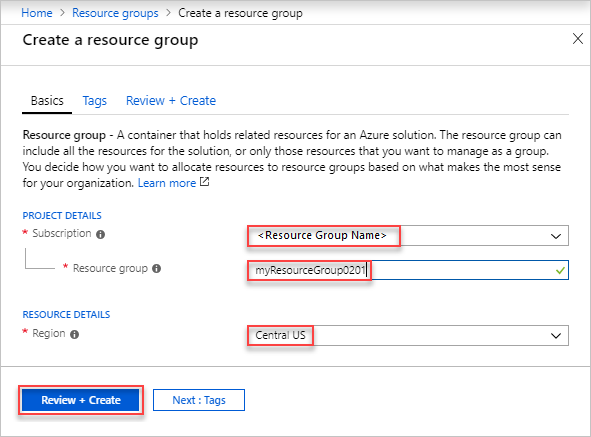 Home > Resource groups > Create a resource group
Create a resource group
Basics Tags Review + Create
Resource group - A container that holds related resources for an Azure solution. The resource group can
include all the resources for the solution, or only those resources that you want to manage as a group.
You decide how you want to allocate resources to resource groups based on what makes the most sense
for your organization. Learn more
PROJECT DETAILS
* Subscription <Resource Group Name>
* Resource group myResourceGroup0201
RESOURCE DETAILS
* Region Central US
Review + Create Next : Tags